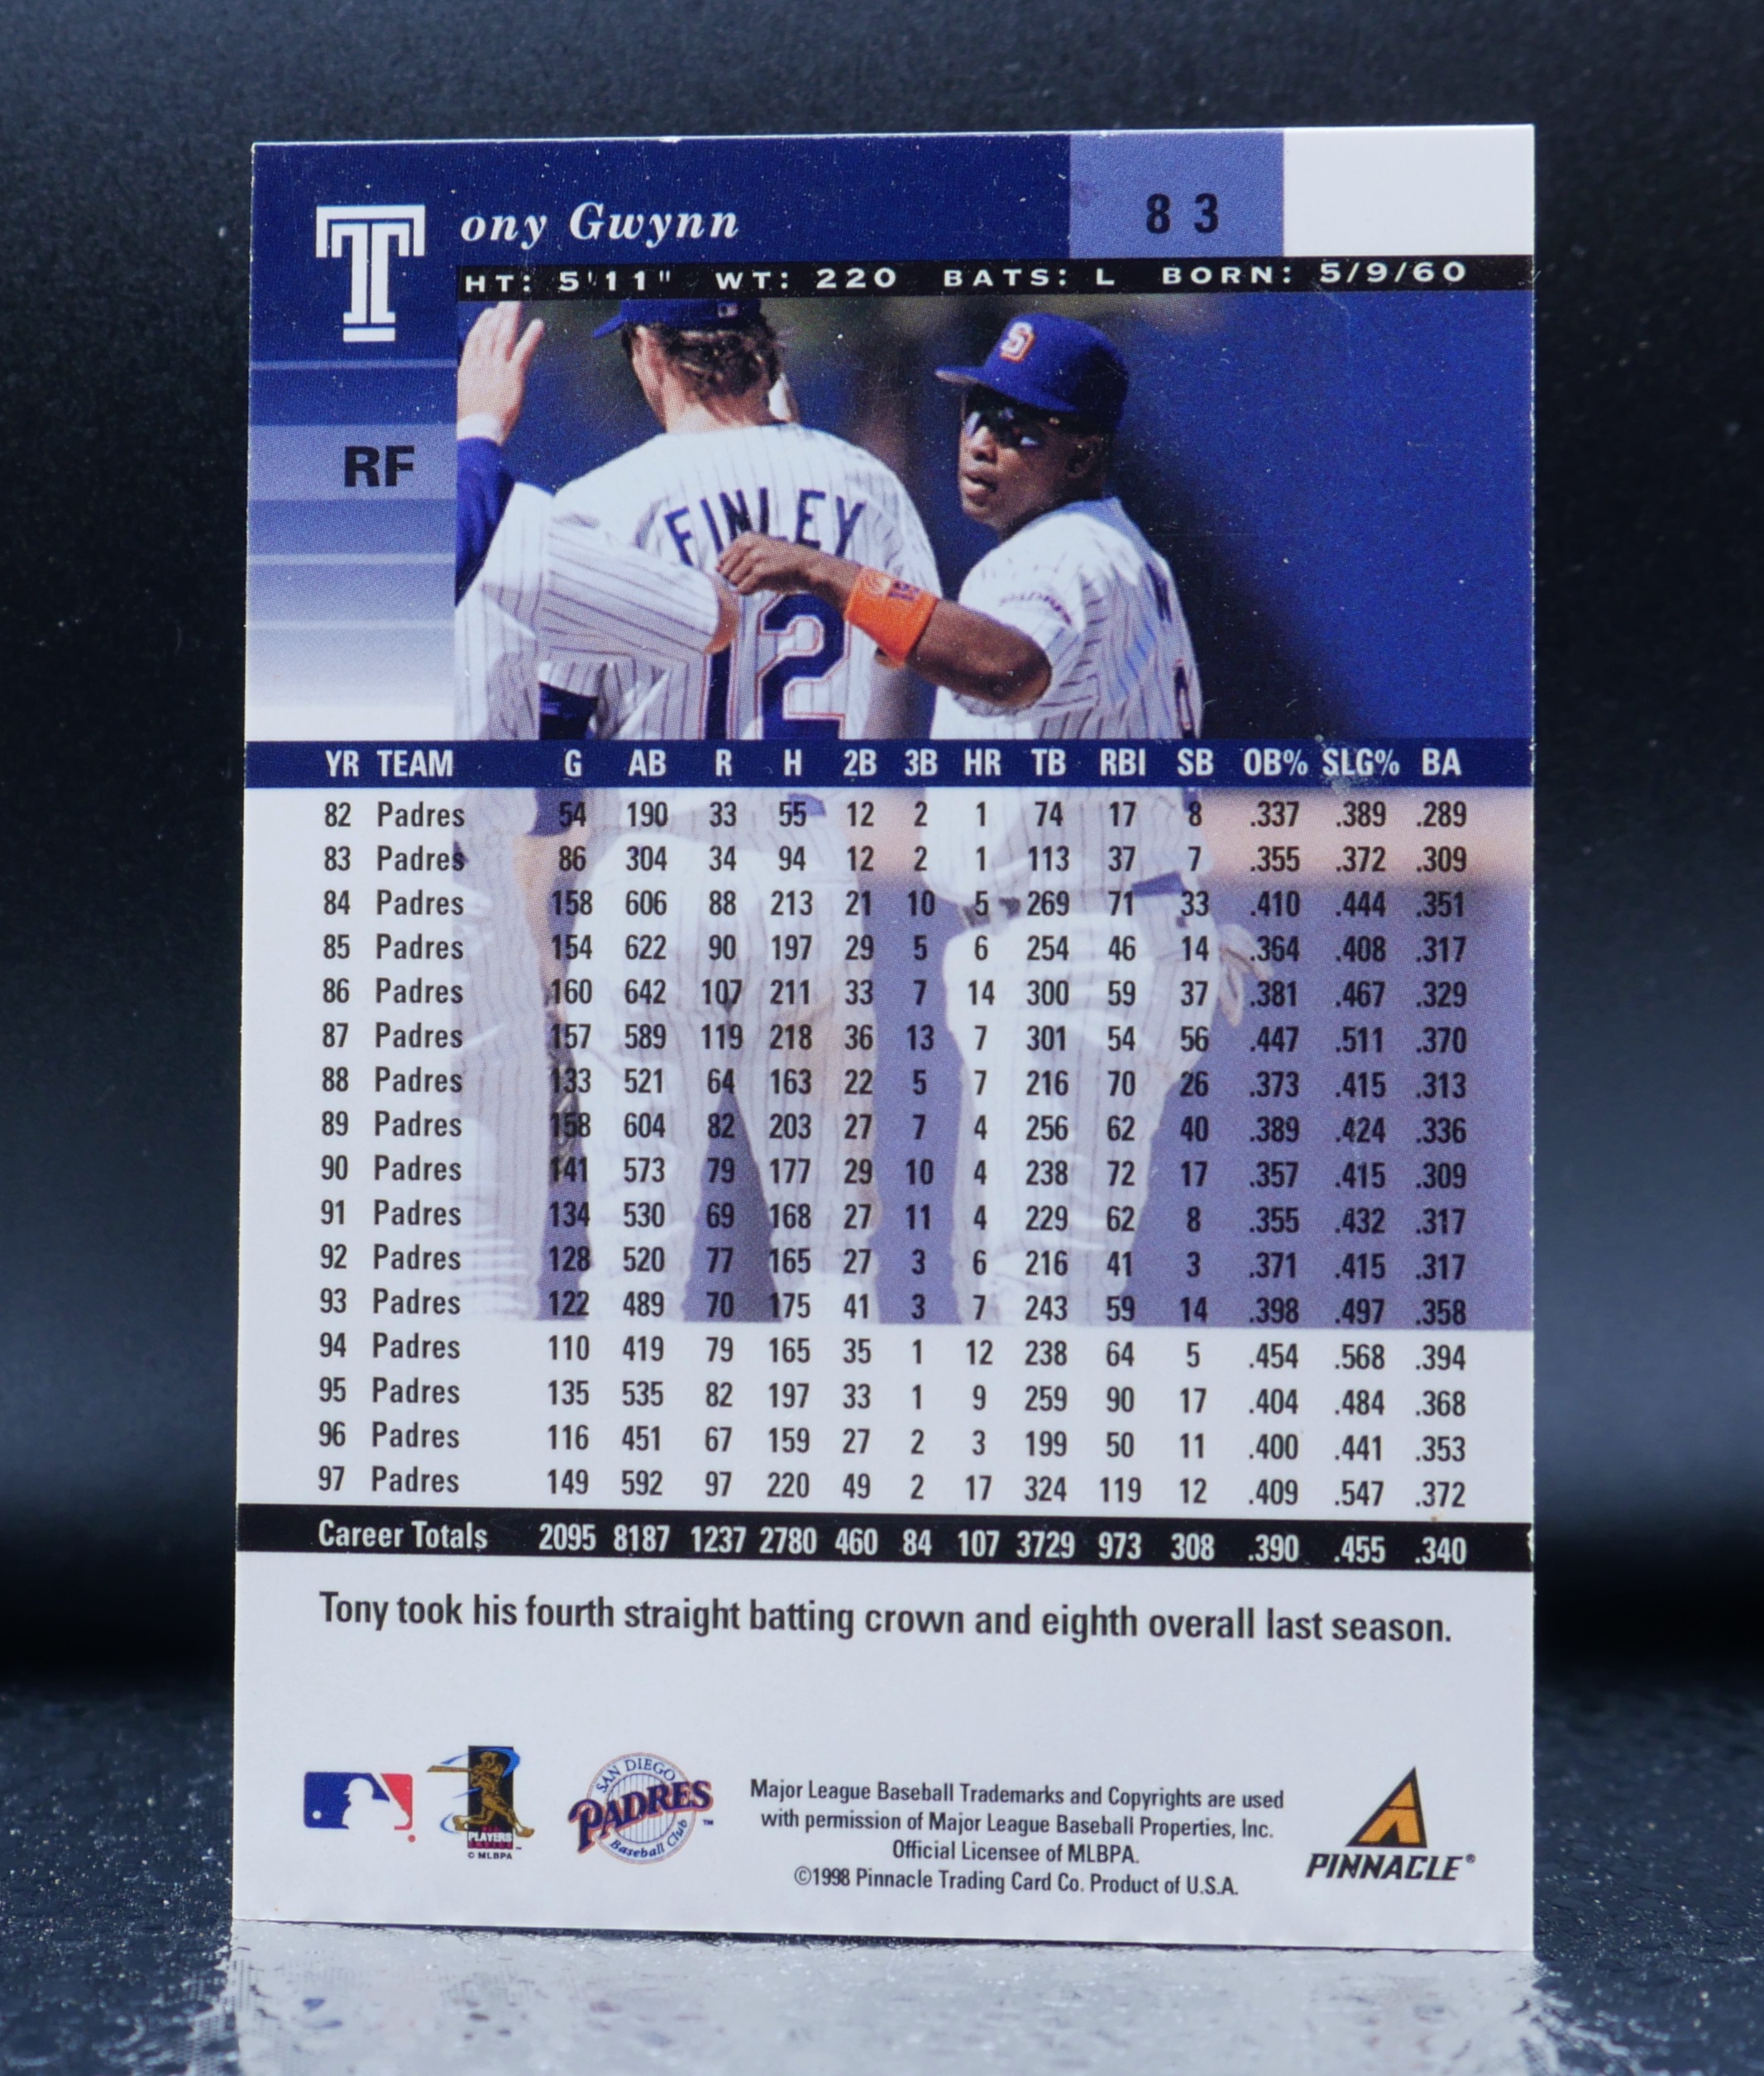 Tony Gwynn
83
HT: 5'11" WT: 220 BATS: L BORN: 5/9/60
RF
S
D
FINLEY
12
YR TEAM G AB R H 2B 3B HR TB RBI SB OB% SLG% BA
82 Padres 54 190 33 55 12 2 1 74 17 8 .337 .389 .289
83 Padres 86 304 34 94 12 2 1 113 37 7 .355 .372 .309
84 Padres 158 606 88 213 21 10 5 269 71 33 .410 .444 .351
85 Padres 154 622 90 197 29 5 6 254 46 14 .364 .408 .317
86 Padres 160 642 107 211 33 7 14 300 59 37 .381 .467 .329
87 Padres 157 589 119 218 36 13 7 301 54 56 .447 .511 .370
88 Padres 133 521 64 163 22 5 7 216 70 26 .373 .415 .313
89 Padres 158 604 82 203 27 7 4 256 62 40 .389 .424 .336
90 Padres 141 573 79 177 29 10 4 238 72 17 .357 .415 .309
91 Padres 134 530 69 168 27 11 4 229 62 8 .355 .432 .317
92 Padres 128 520 77 165 27 3 6 216 41 3 .371 .415 .317
93 Padres 122 489 70 175 41 3 7 243 59 14 .398 .497 .358
94 Padres 110 419 79 165 35 1 12 238 64 5 .454 .568 .394
95 Padres 135 535 82 197 33 1 9 259 90 17 .404 .484 .368
96 Padres 116 451 67 159 27 2 3 199 50 11 .400 .441 .353
97 Padres 149 592 97 220 49 2 17 324 119 12 .409 .547 .372
Career Totals 2095 8187 1237 2780 460 84 107 3729 973 308 .390 .455 .340
Tony took his fourth straight batting crown and eighth overall last season.
PLAYERS
© MLBPA
SAN DIEGO
PADRES™
Baseball Club
Major League Baseball Trademarks and Copyrights are used
with permission of Major League Baseball Properties, Inc.
Official Licensee of MLBPA.
©1998 Pinnacle Trading Card Co. Product of U.S.A.
PINNACLE®